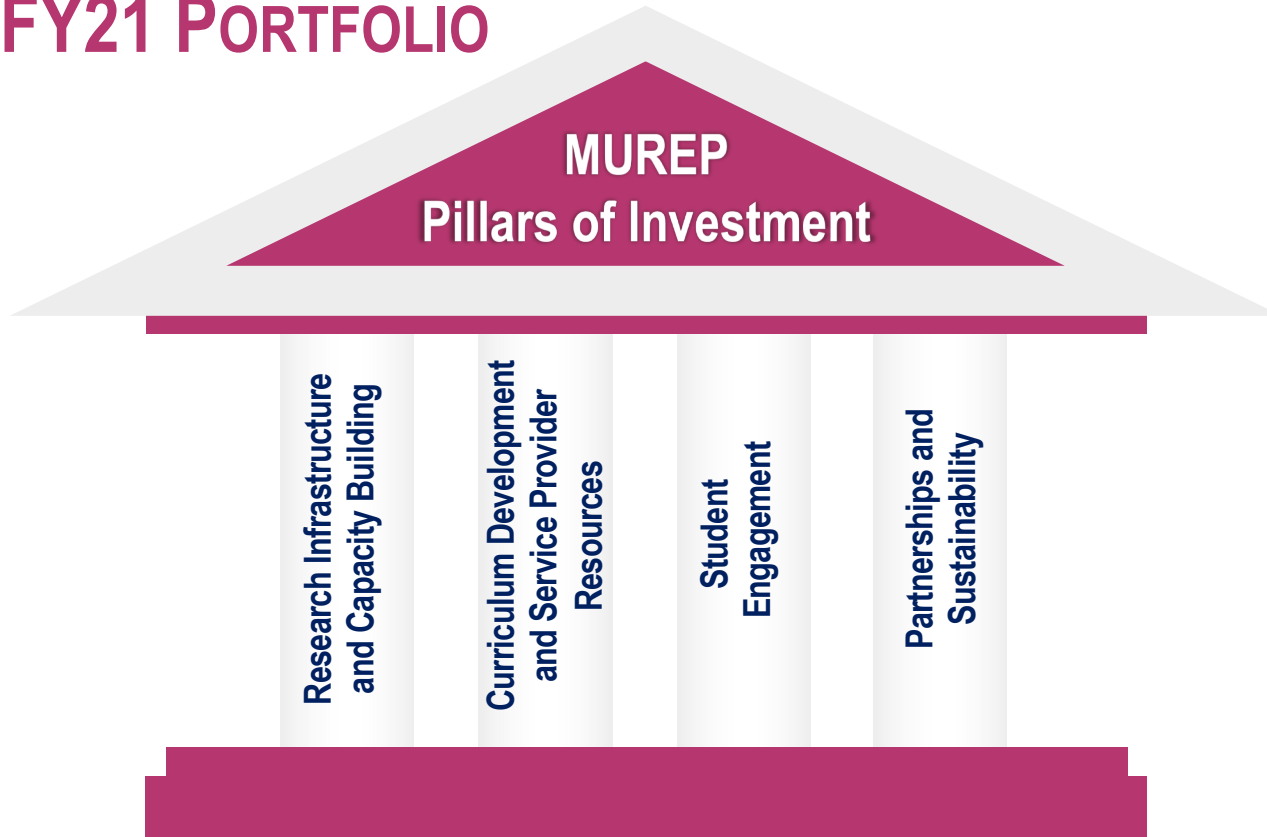 FY21 PORTFOLIO
MUREP
Pillars of Investment
Research Infrastructure
and Capacity Building
Curriculum Development
and Service Provider
Resources
Student
Engagement
Partnerships and
Sustainability